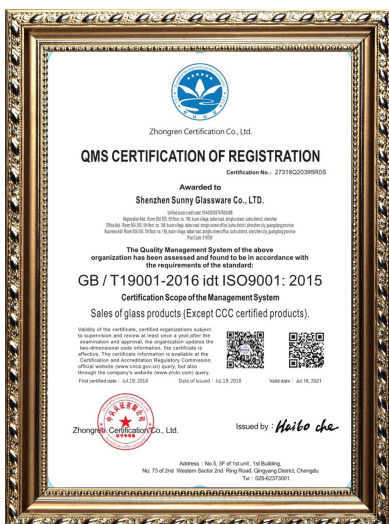 Zhongren Certification Co., Ltd.
QMS CERTIFICATION OF REGISTRATION
Certification No.: 27318Q20395R0S
Awarded to
Shenzhen Sunny Glassware Co., LTD.
The Quality Management System of the above
organization has been assessed and found to be in accordance with
the requirements of the standard:
GB / T19001-2016 idt ISO9001: 2015
Certification Scope of the Management System
Sales of glass products (Except CCC certified products).
Validity of the certificate, certified organizations subject
to supervision and review at least once a year,after the
examination and approval, the organization updates the
two-dimensional code information, the certificate is
effective. The certificate information is available at the
Certification and Accreditation Regulatory Commission
official website (www.cnca.gov.cn) query, but also
through the company's website (www.zrcln.com) query.
First certified date : Jul.19, 2018 Date of issued : Jul.19, 2018 Valid date : Jul.18, 2021
Zhongren Certification Co., Ltd. Issued by : Haibo che
Address : No.5, 3F of 1st unit , 1st Building,
No. 73 of 2nd Western Sector 2nd Ring Road, Qingyang District, Chengdu
Tel : 028-62373001